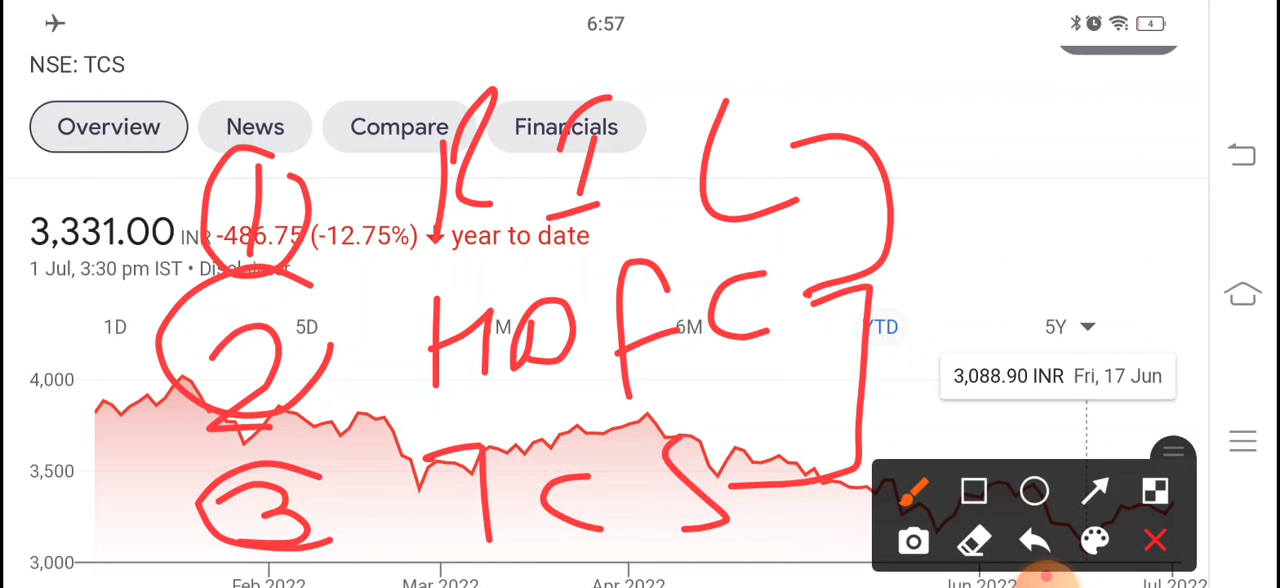 6:57 4
NSE: TCS
Overview News Compare Financials
1 RIL
3,331.00 INR -486.75 (-12.75%) year to date
1 Jul, 3:30 pm IST • Disclaimer
1D 5D 1M 6M YTD 5Y
2 HDFC
3,088.90 INR Fri, 17 Jun
4,000
3,500
3 TCS
3,000
Feb 2022 Mar 2022 Apr 2022 Jun 2022 Jul 2022